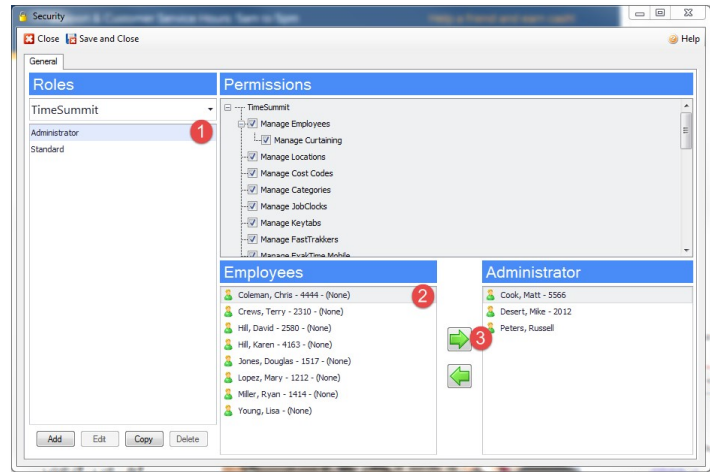 Security
Close Save and Close
Help
General
Roles
Permissions
TimeSummit
TimeSummit
Administrator
1
Standard
Manage Employees
Manage Curtaining
Manage Locations
Manage Cost Codes
Manage Categories
Manage JobClocks
Manage Keytabs
Manage FastTrakkers
Manage ExakTime Mobile
Employees
Administrator
Coleman, Chris - 4444 - (None)
2
Crews, Terry - 2310 - (None)
Hill, David - 2580 - (None)
Hill, Karen - 4163 - (None)
Jones, Douglas - 1517 - (None)
Lopez, Mary - 1212 - (None)
Miller, Ryan - 1414 - (None)
Young, Lisa - (None)
3
Cook, Matt - 5566
Desert, Mike - 2012
Peters, Russell
Add Edit Copy Delete